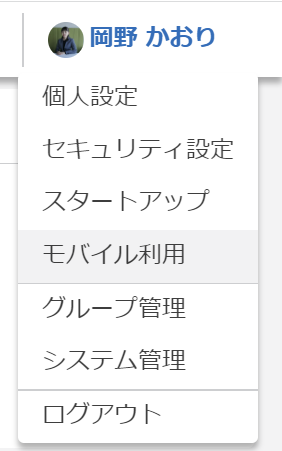 岡野 かおり
個人設定
セキュリティ設定
スタートアップ
モバイル利用
グループ管理
システム管理
ログアウト